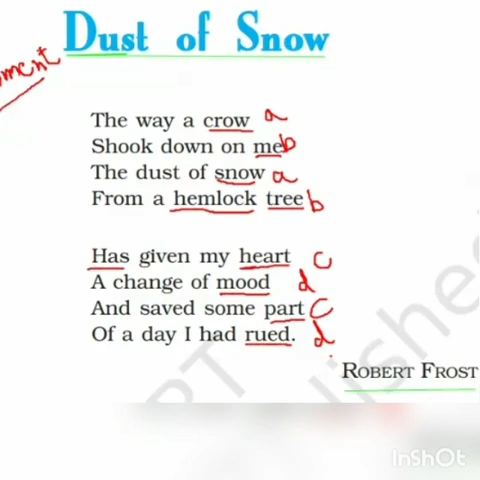 Dust of Snow
The way a crow a
Shook down on me b
The dust of snow a
From a hemlock tree b
Has given my heart c
A change of mood d
And saved some part c
Of a day I had rued. d
ROBERT FROST
InShOt